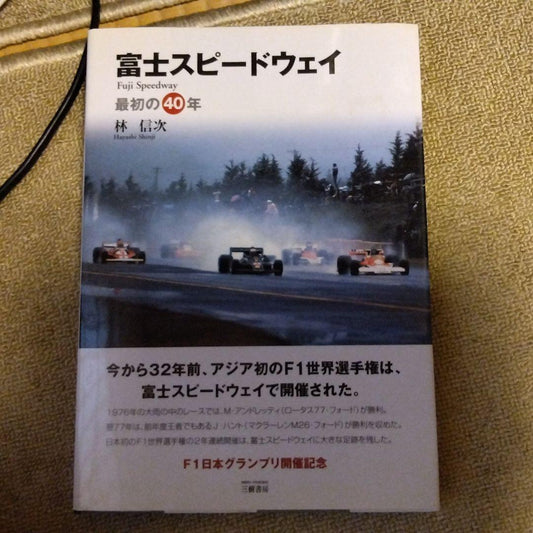 富士スピードウェイ
Fuji Speedway
最初の40年
林 信次
Hayashi Shinji
今から32年前、アジア初のF1世界選手権は、
富士スピードウェイで開催された。
1976年の大雨の中のレースでは、M・アンドレッティ(ロータス77・フォード)が勝利。
翌77年は、前年度王者でもあるJ・ハント(マクラーレンM26・フォード)が勝利を収めた。
日本初のF1世界選手権の2年連続開催は、富士スピードウェイに大きな足跡を残した。
F1日本グランプリ開催記念
三樹書房